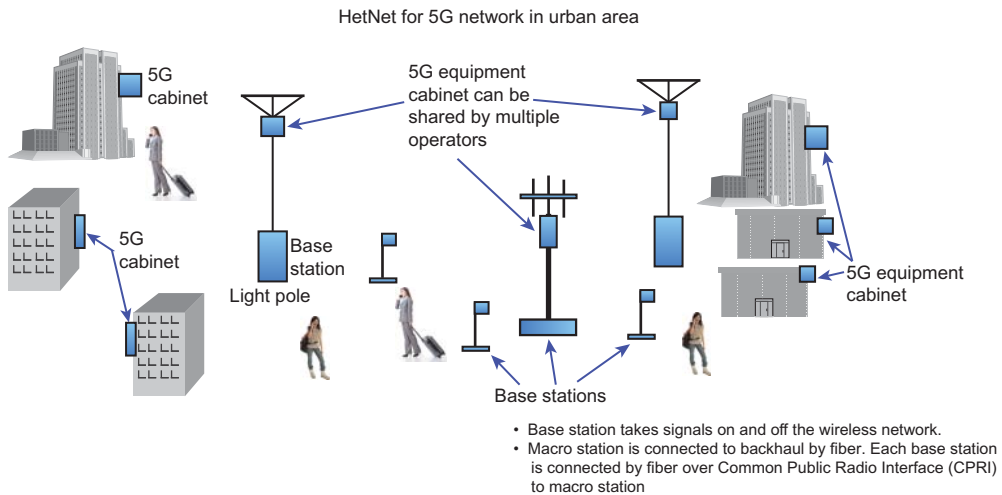 HetNet for 5G network in urban area
5G
cabinet
5G equipment
cabinet can be
shared by multiple
operators
5G
cabinet
Base
station
Light pole
5G equipment
cabinet
Base stations
• Base station takes signals on and off the wireless network.
• Macro station is connected to backhaul by fiber. Each base station
is connected by fiber over Common Public Radio Interface (CPRI)
to macro station